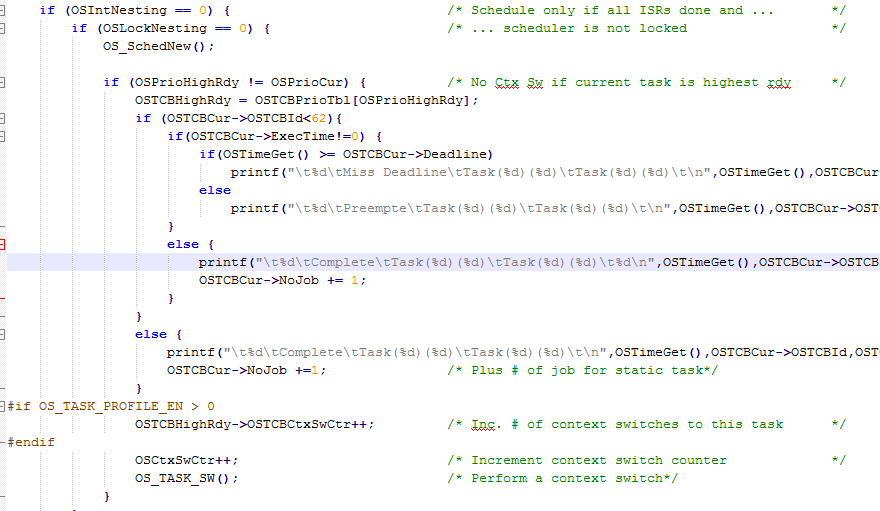 if (OSIntNesting == 0) { /* Schedule only if all ISRs done and ... */
if (OSLockNesting == 0) { /* ... scheduler is not locked */
OS_SchedNew();
if (OSPrioHighRdy != OSPrioCur) { /* No Ctx Sw if current task is highest rdy */
OSTCBHighRdy = OSTCBPrioTbl[OSPrioHighRdy];
if (OSTCBCur->OSTCBId<62){
if(OSTCBCur->ExecTime!=0) {
if(OSTimeGet() >= OSTCBCur->Deadline)
printf("\t%d\tMiss Deadline\tTask(%d)(%d)\tTask(%d)(%d)\t\n",OSTimeGet(),OSTCBCur
else
printf("\t%d\tPreempte\tTask(%d)(%d)\tTask(%d)(%d)\t\n",OSTimeGet(),OSTCBCur->OST
}
else {
printf("\t%d\tComplete\tTask(%d)(%d)\tTask(%d)(%d)\t%d\n",OSTimeGet(),OSTCBCur->OSTCB
OSTCBCur->NoJob += 1;
}
}
else {
printf("\t%d\tComplete\tTask(%d)(%d)\tTask(%d)(%d)\t\n",OSTimeGet(),OSTCBCur->OSTCBId,OST
OSTCBCur->NoJob +=1; /* Plus # of job for static task*/
}
#if OS_TASK_PROFILE_EN > 0
OSTCBHighRdy->OSTCBCtxSwCtr++; /* Inc. # of context switches to this task */
#endif
OSCtxSwCtr++; /* Increment context switch counter */
OS_TASK_SW(); /* Perform a context switch*/
}